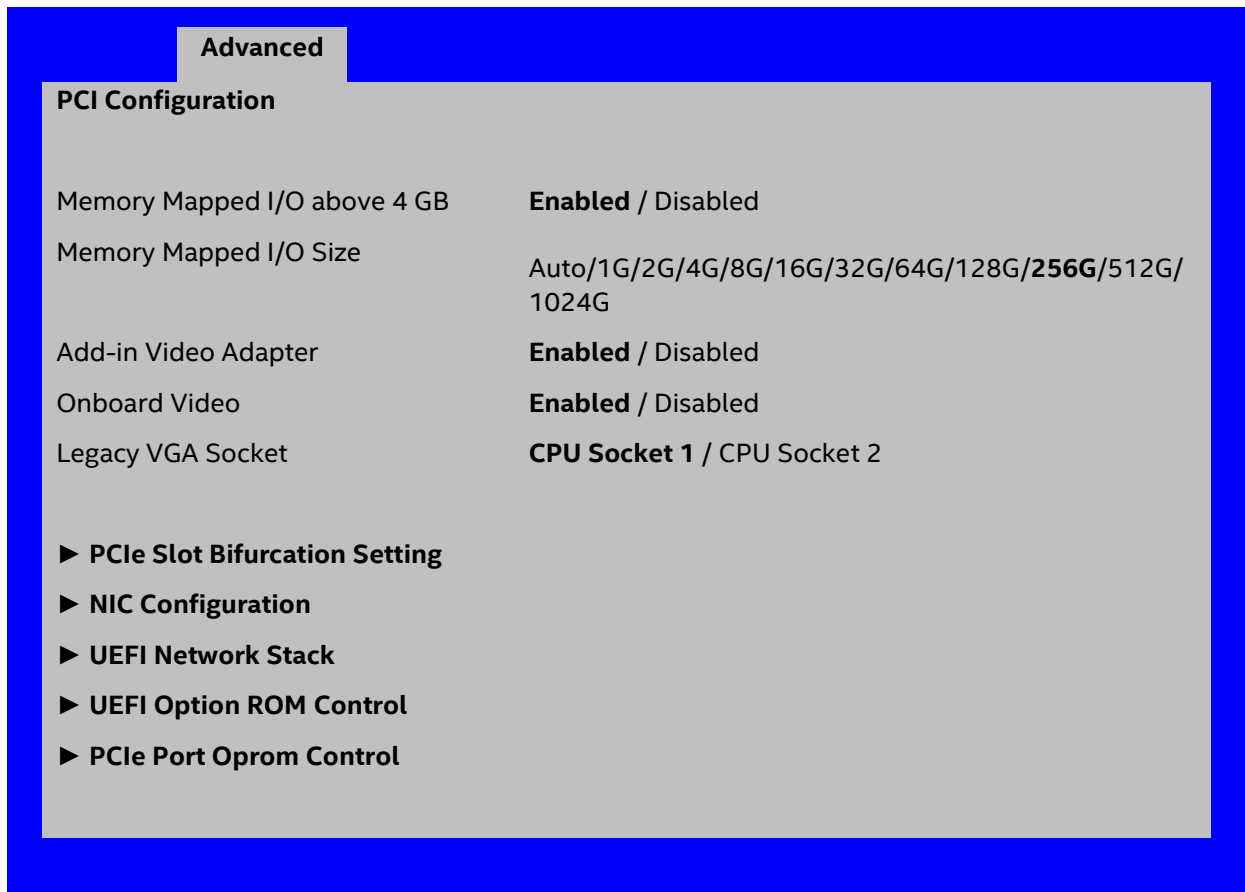 Advanced
PCI Configuration
Memory Mapped I/O above 4 GB Enabled / Disabled
Memory Mapped I/O Size Auto/1G/2G/4G/8G/16G/32G/64G/128G/256G/512G/
1024G
Add-in Video Adapter Enabled / Disabled
Onboard Video Enabled / Disabled
Legacy VGA Socket CPU Socket 1 / CPU Socket 2
► PCIe Slot Bifurcation Setting
► NIC Configuration
► UEFI Network Stack
► UEFI Option ROM Control
► PCIe Port Oprom Control